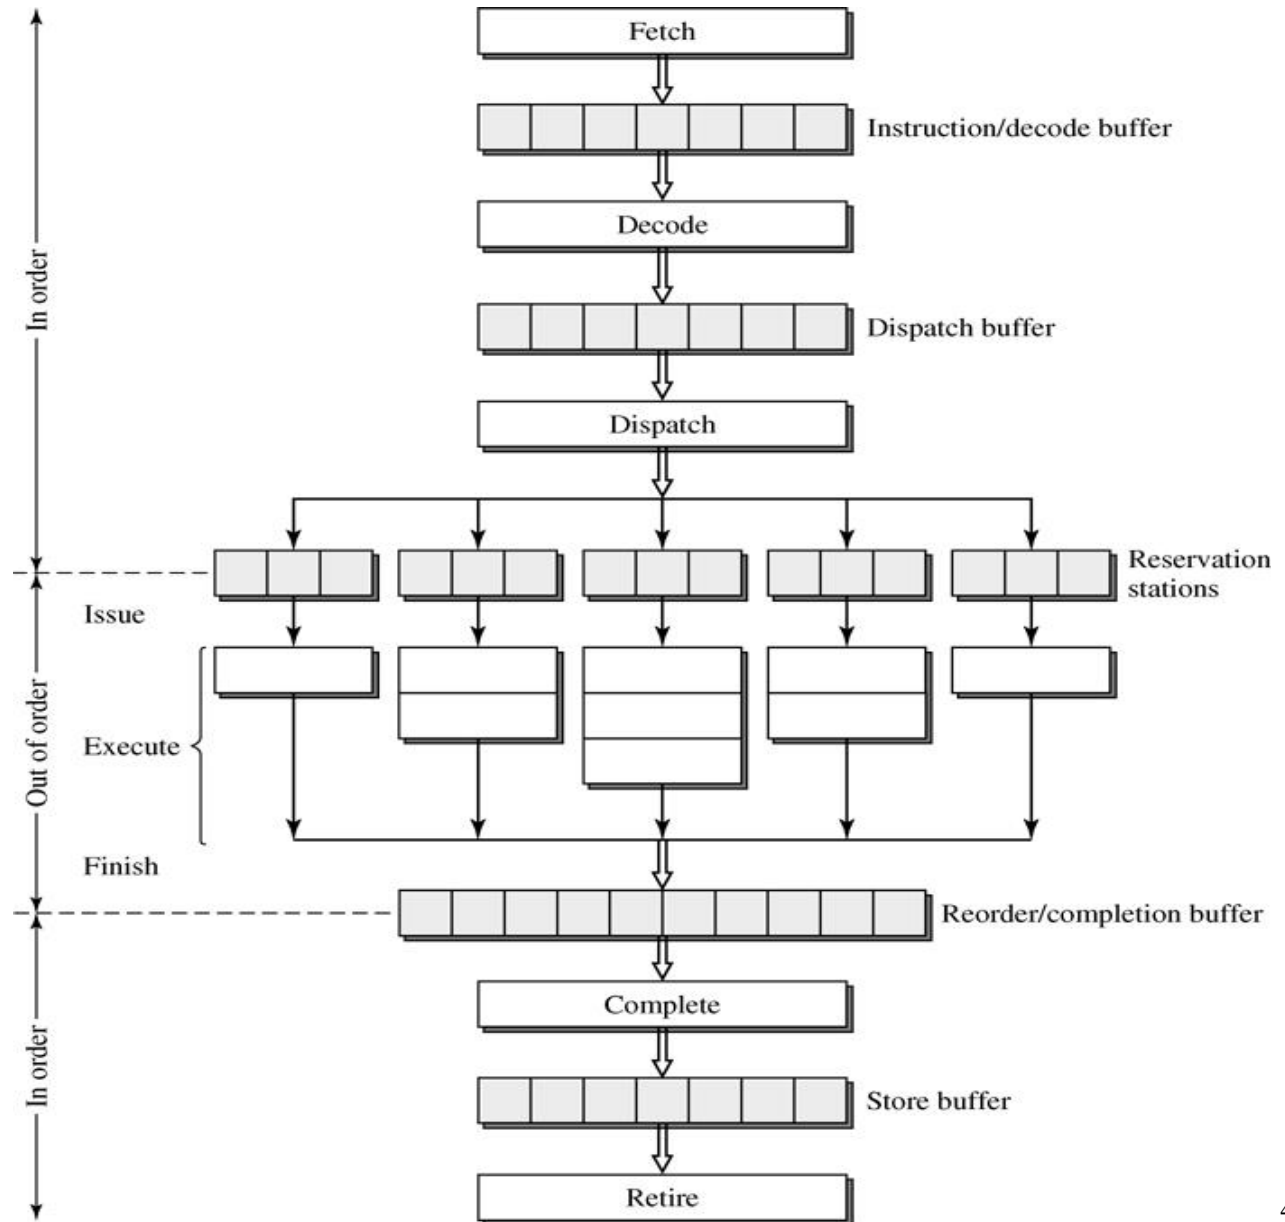 Fetch
Instruction/decode buffer
Decode
In order
Dispatch buffer
Dispatch
Reservation
stations
Issue
Execute
Out of order
Finish
Reorder/completion buffer
Complete
In order
Store buffer
Retire